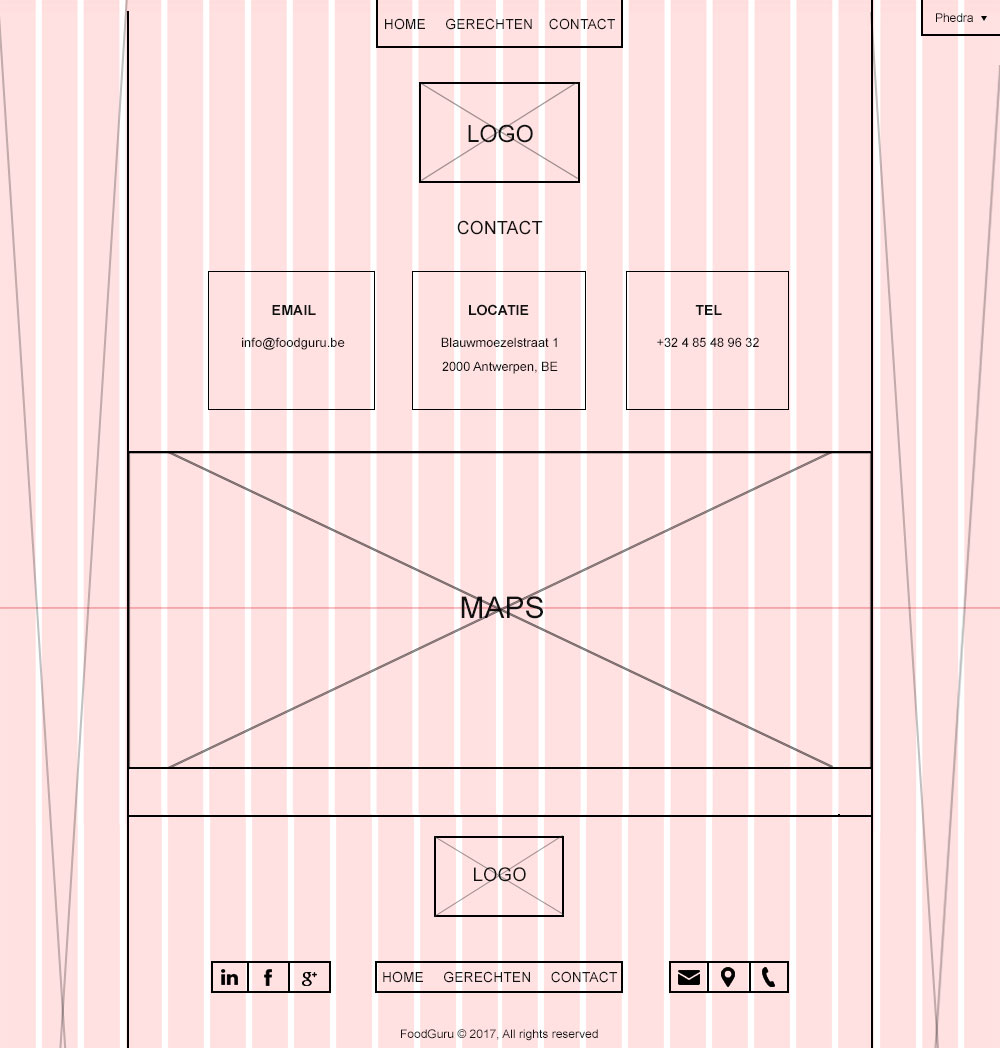 HOME GERECHTEN CONTACT
Phedra ▼
LOGO
CONTACT
EMAIL
info@foodguru.be
LOCATIE
Blauwmoezelstraat 1
2000 Antwerpen, BE
TEL
+32 4 85 48 96 32
MAPS
LOGO
in f g+
HOME GERECHTEN CONTACT
FoodGuru © 2017, All rights reserved